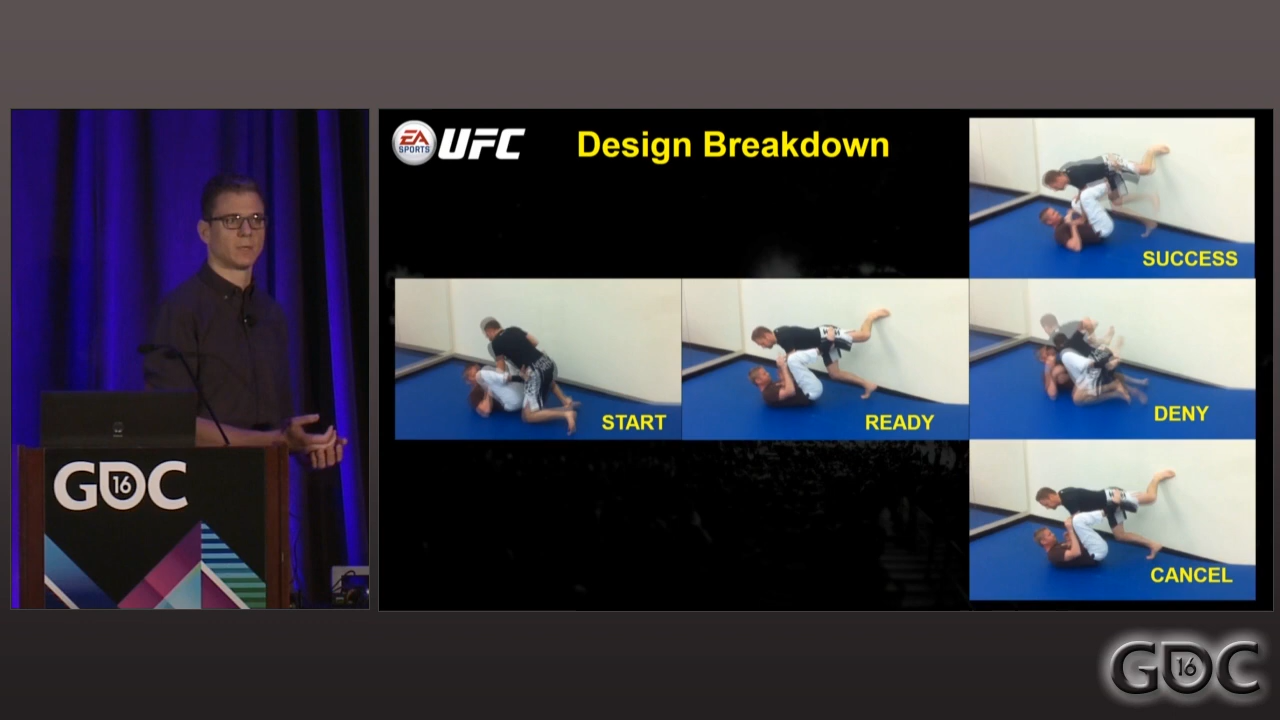 EA
SPORTS
UFC
Design Breakdown
SUCCESS
START
READY
DENY
CANCEL
GDC
16
GDC
16